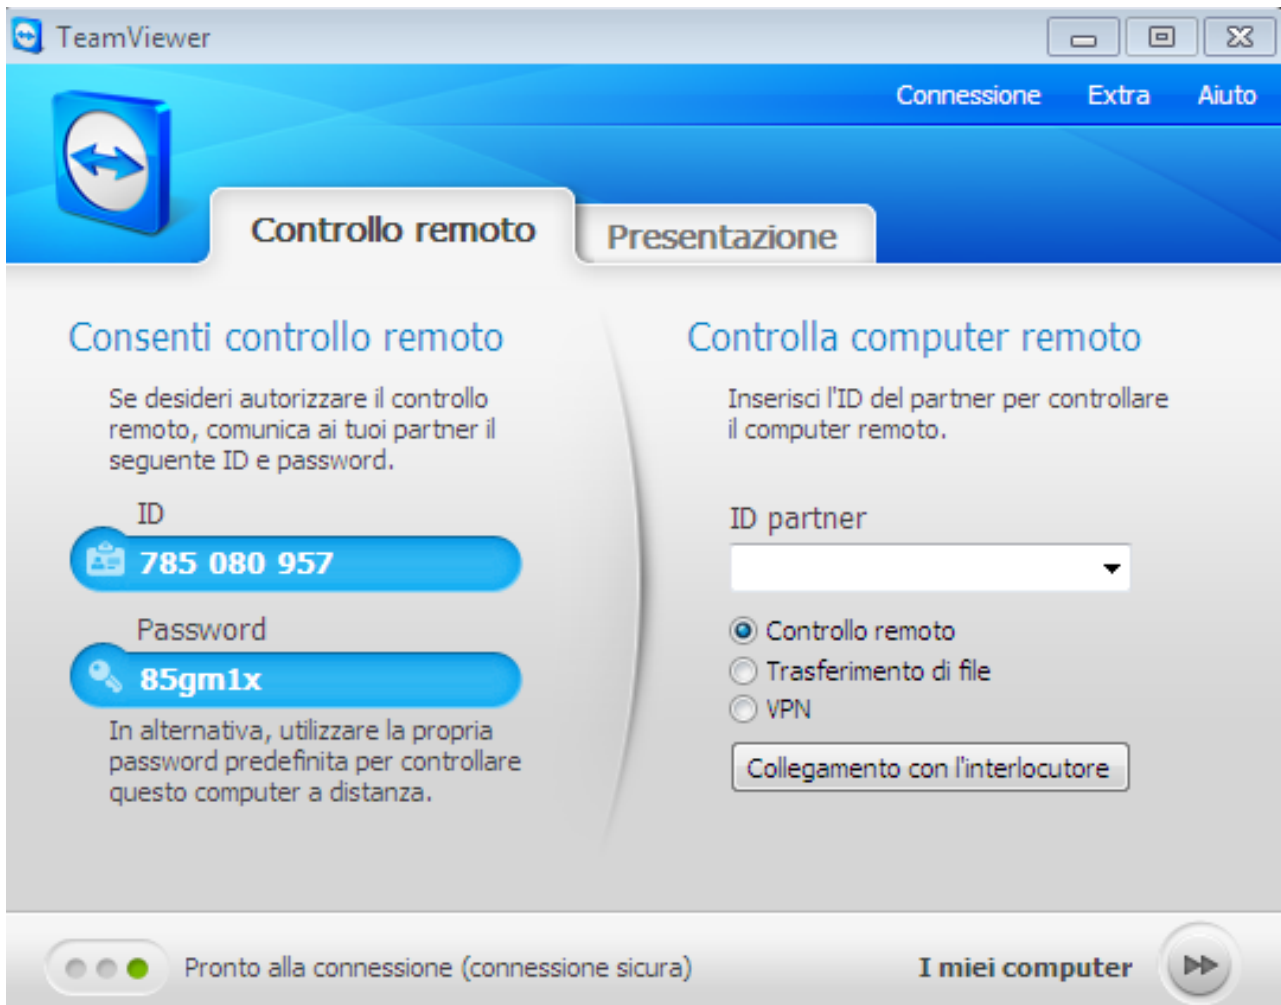 TeamViewer
Connessione Extra Aiuto
Controllo remoto
Presentazione
Consenti controllo remoto
Se desideri autorizzare il controllo
remoto, comunica ai tuoi partner il
seguente ID e password.
ID
785 080 957
Password
85gm1x
In alternativa, utilizzare la propria
password predefinita per controllare
questo computer a distanza.
Controlla computer remoto
Inserisci l'ID del partner per controllare
il computer remoto.
ID partner
Controllo remoto
Trasferimento di file
VPN
Collegamento con l'interlocutore
Pronto alla connessione (connessione sicura)
I miei computer